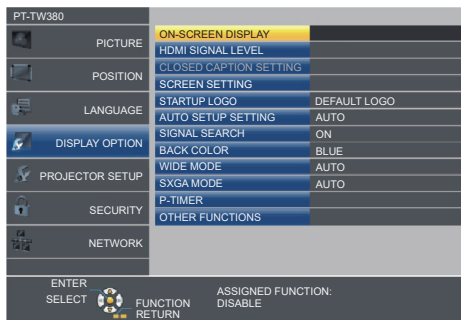 PT-TW380
PICTURE
POSITION
LANGUAGE
DISPLAY OPTION
PROJECTOR SETUP
SECURITY
NETWORK
ON-SCREEN DISPLAY
HDMI SIGNAL LEVEL
CLOSED CAPTION SETTING
SCREEN SETTING
STARTUP LOGO DEFAULT LOGO
AUTO SETUP SETTING AUTO
SIGNAL SEARCH ON
BACK COLOR BLUE
WIDE MODE AUTO
SXGA MODE AUTO
P-TIMER
OTHER FUNCTIONS
ENTER
SELECT
FUNCTION
RETURN
ASSIGNED FUNCTION:
DISABLE